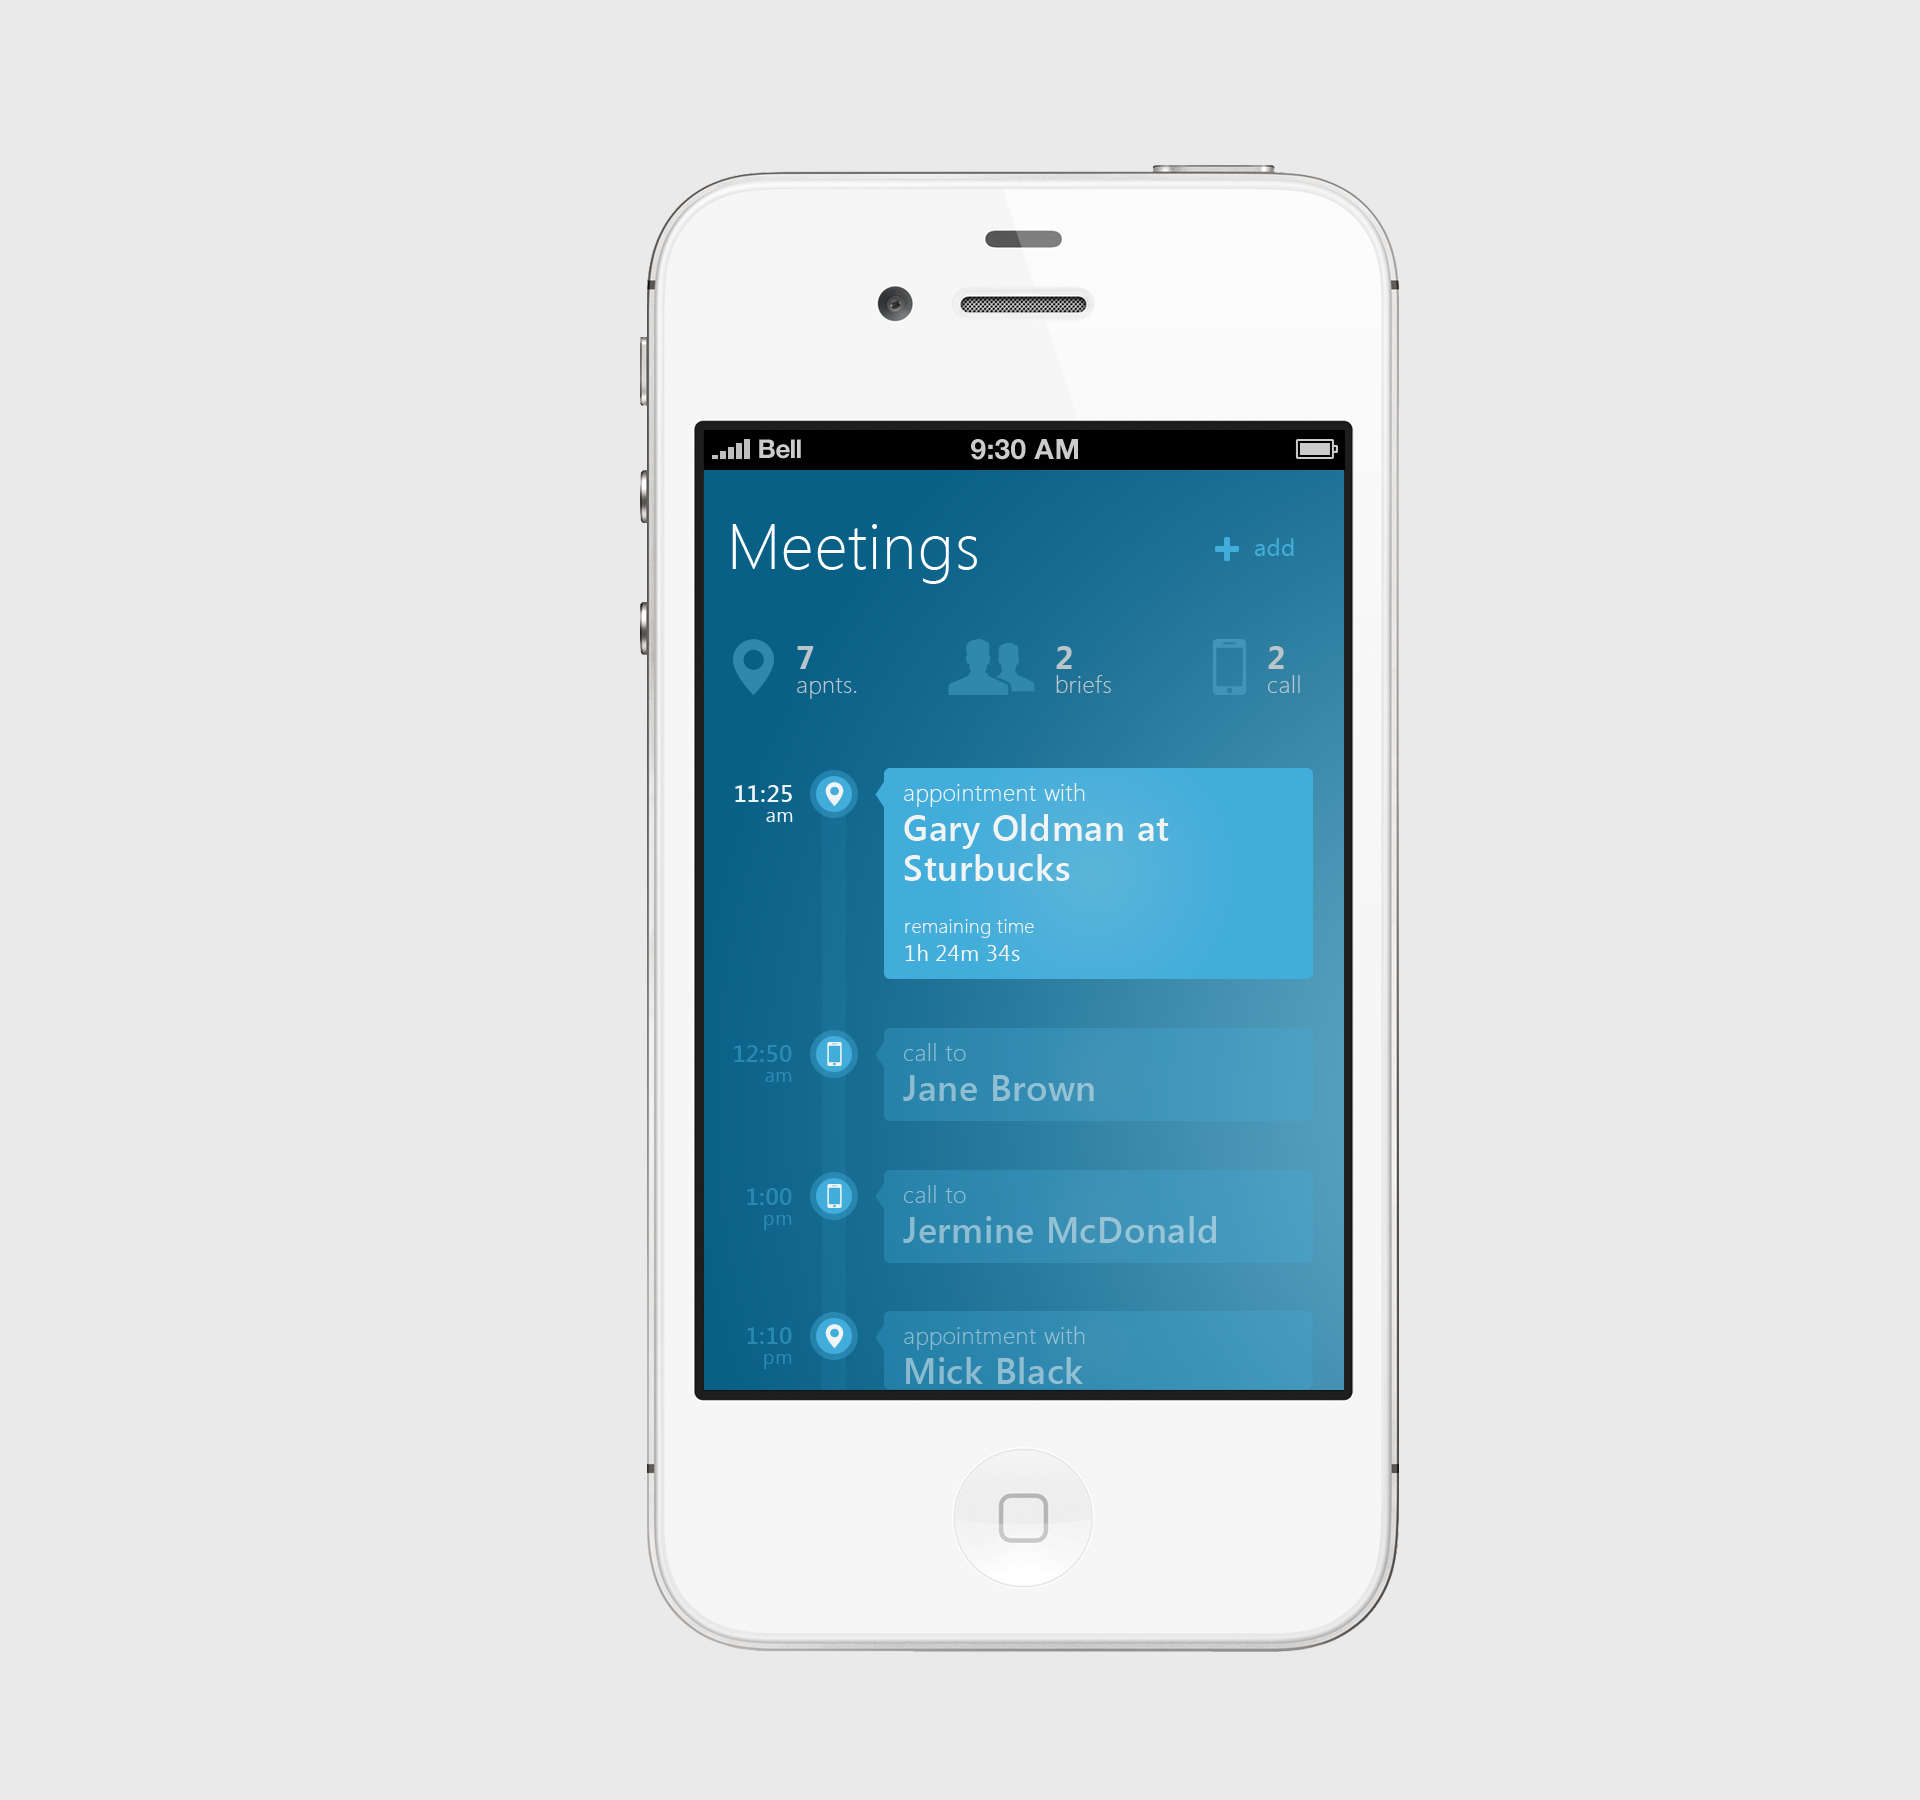 Bell 9:30 AM
Meetings
add
7
apnts.
2
briefs
2
call
11:25
am
appointment with
Gary Oldman at
Sturbucks
remaining time
1h 24m 34s
12:50
am
call to
Jane Brown
1:00
pm
call to
Jermine McDonald
1:10
pm
appointment with
Mick Black